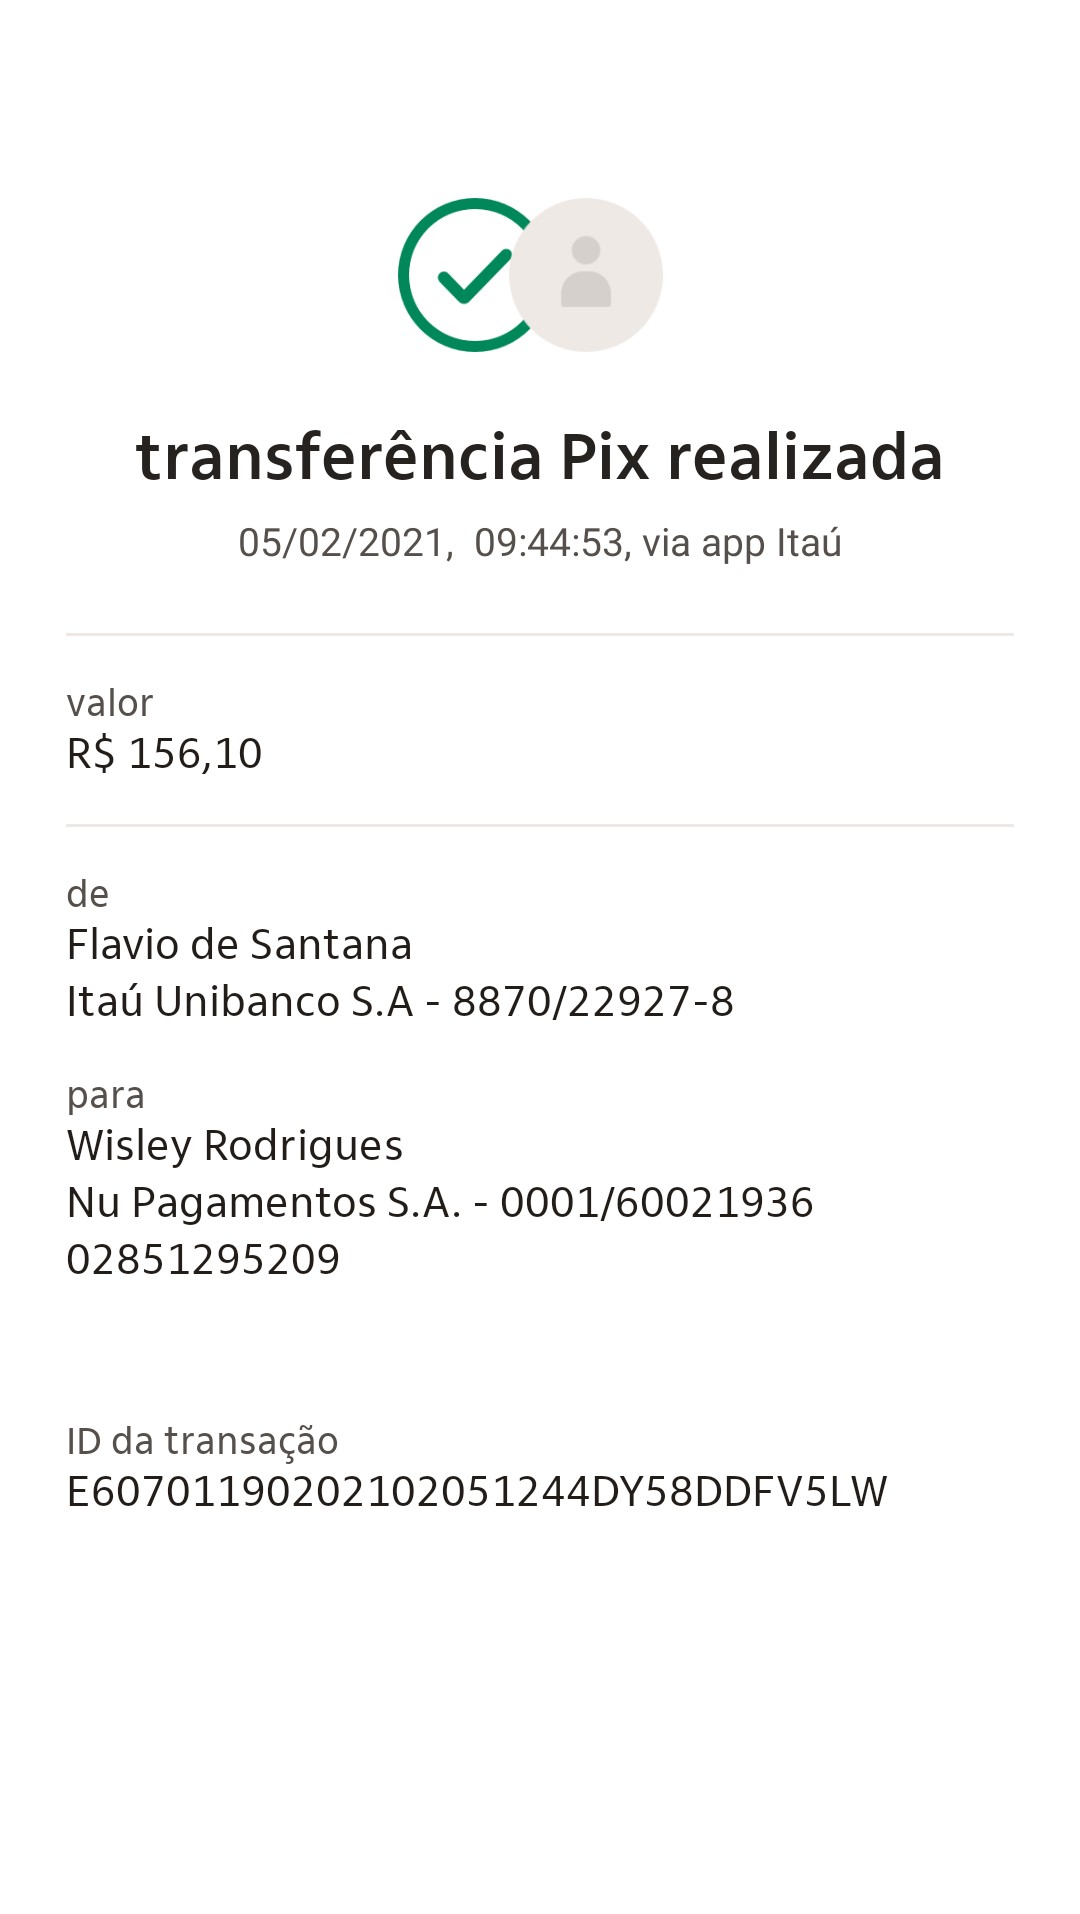 transferência Pix realizada
05/02/2021, 09:44:53, via app Itaú
valor
R$ 156,10
de
Flavio de Santana
Itaú Unibanco S.A - 8870/22927-8
para
Wisley Rodrigues
Nu Pagamentos S.A. - 0001/60021936
02851295209
ID da transação
E60701190202102051244DY58DDFV5LW